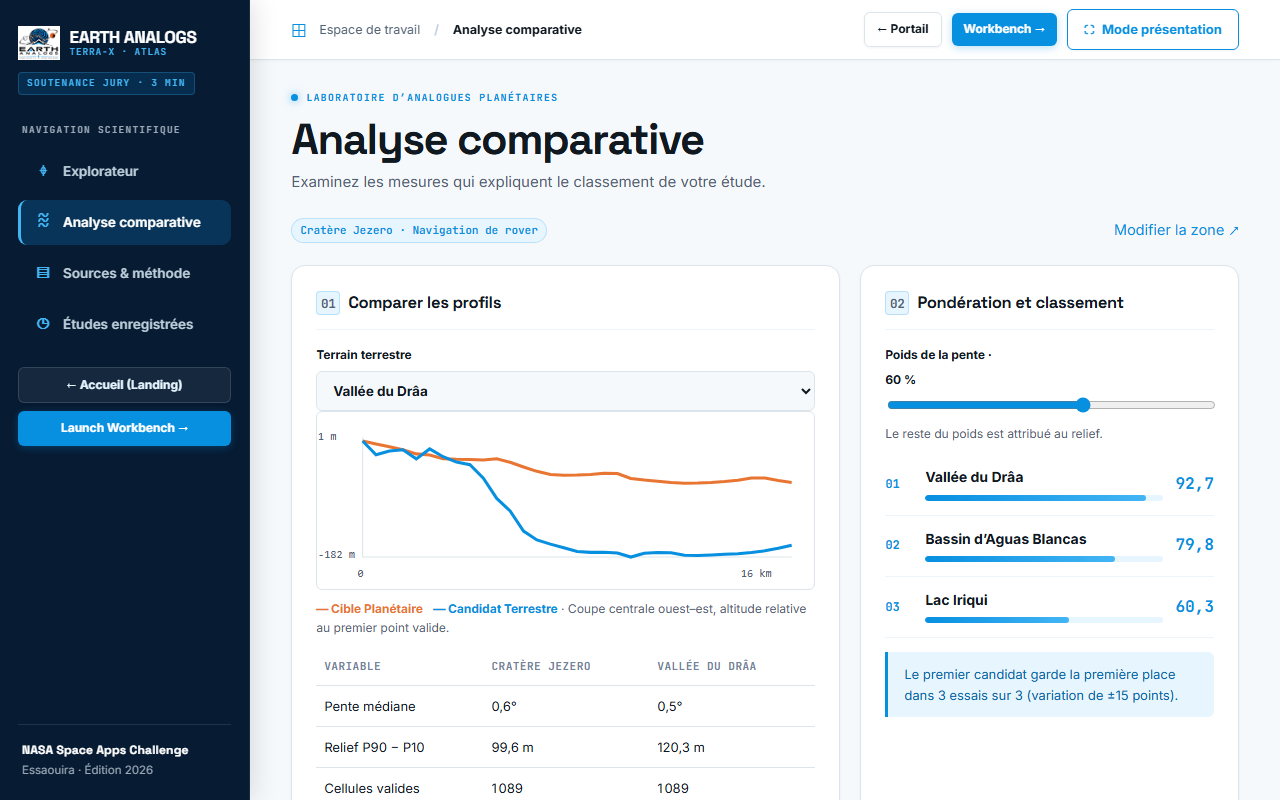 EARTH ANALOGS
TERRA-X · ATLAS
SOUTENANCE JURY · 3 MIN
NAVIGATION SCIENTIFIQUE
Explorateur
Analyse comparative
Sources & méthode
Études enregistrées
← Accueil (Landing)
Launch Workbench →
NASA Space Apps Challenge
Essaouira · Édition 2026
Espace de travail / Analyse comparative
← Portail
Workbench →
Mode présentation
LABORATOIRE D’ANALOGUES PLANÉTAIRES
Analyse comparative
Examinez les mesures qui expliquent le classement de votre étude.
Cratère Jezero · Navigation de rover
Modifier la zone ↗
01 Comparer les profils
Terrain terrestre
Vallée du Drâa
1 m
-182 m
0
16 km
— Cible Planétaire — Candidat Terrestre · Coupe centrale ouest–est, altitude relative
au premier point valide.
VARIABLE CRATÈRE JEZERO VALLÉE DU DRÂA
Pente médiane 0,6° 0,5°
Relief P90 − P10 99,6 m 120,3 m
Cellules valides 1089 1089
02 Pondération et classement
Poids de la pente ·
60 %
Le reste du poids est attribué au relief.
01 Vallée du Drâa 92,7
02 Bassin d’Aguas Blancas 79,8
03 Lac Iriqui 60,3
Le premier candidat garde la première place
dans 3 essais sur 3 (variation de ±15 points).